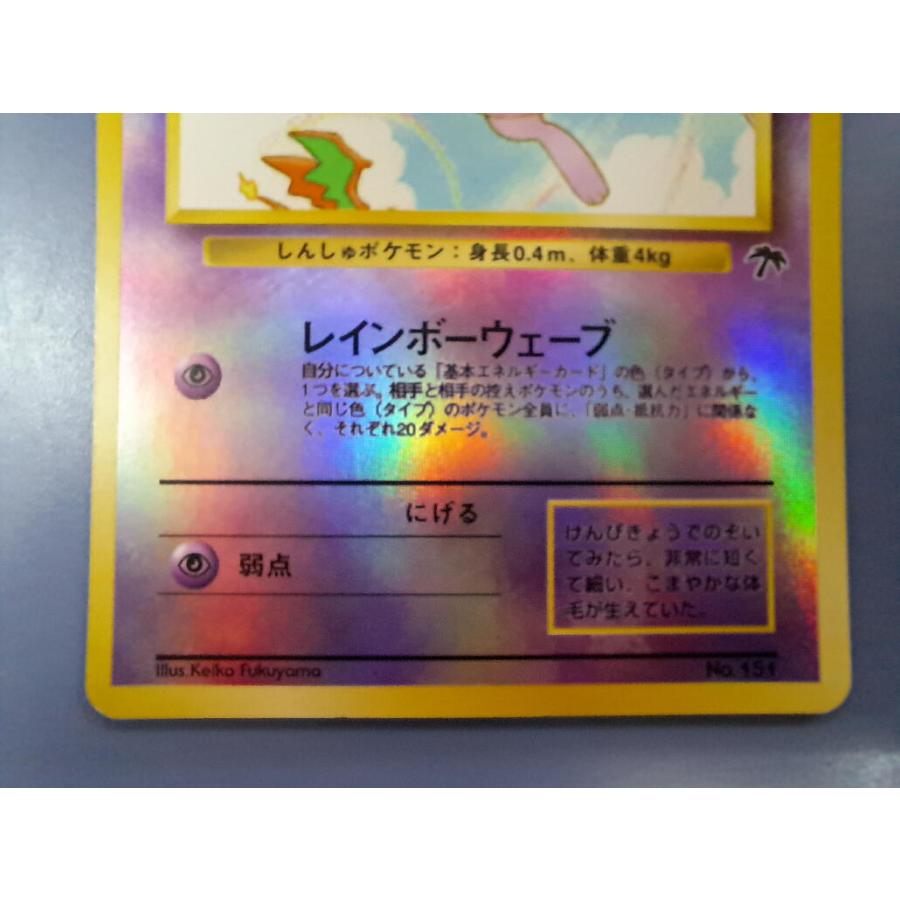 しんしゅポケモン：身長0.4m、体重4kg
レインボーウェーブ
自分についている「基本エネルギーカード」の色（タイプ）から、
1つを選ぶ。相手と相手の控えポケモンのうち、選んだエネルギー
と同じ色（タイプ）のポケモン全員に、「弱点・抵抗力」に関係な
く、それぞれ20ダメージ。
にげる
弱点
けんびきょうでのぞい
てみたら、非常に短く
て細い、こまやかな体
毛が生えていた。
Illus. Keiko Fukuyama
No. 151